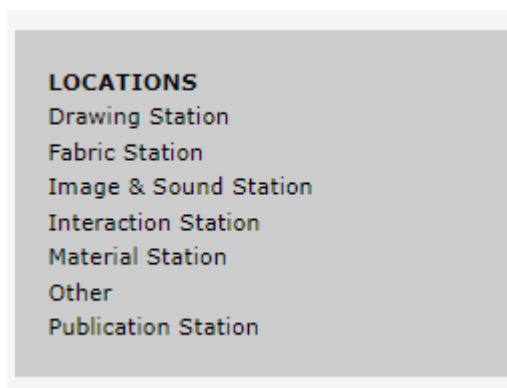 LOCATIONS
Drawing Station
Fabric Station
Image & Sound Station
Interaction Station
Material Station
Other
Publication Station